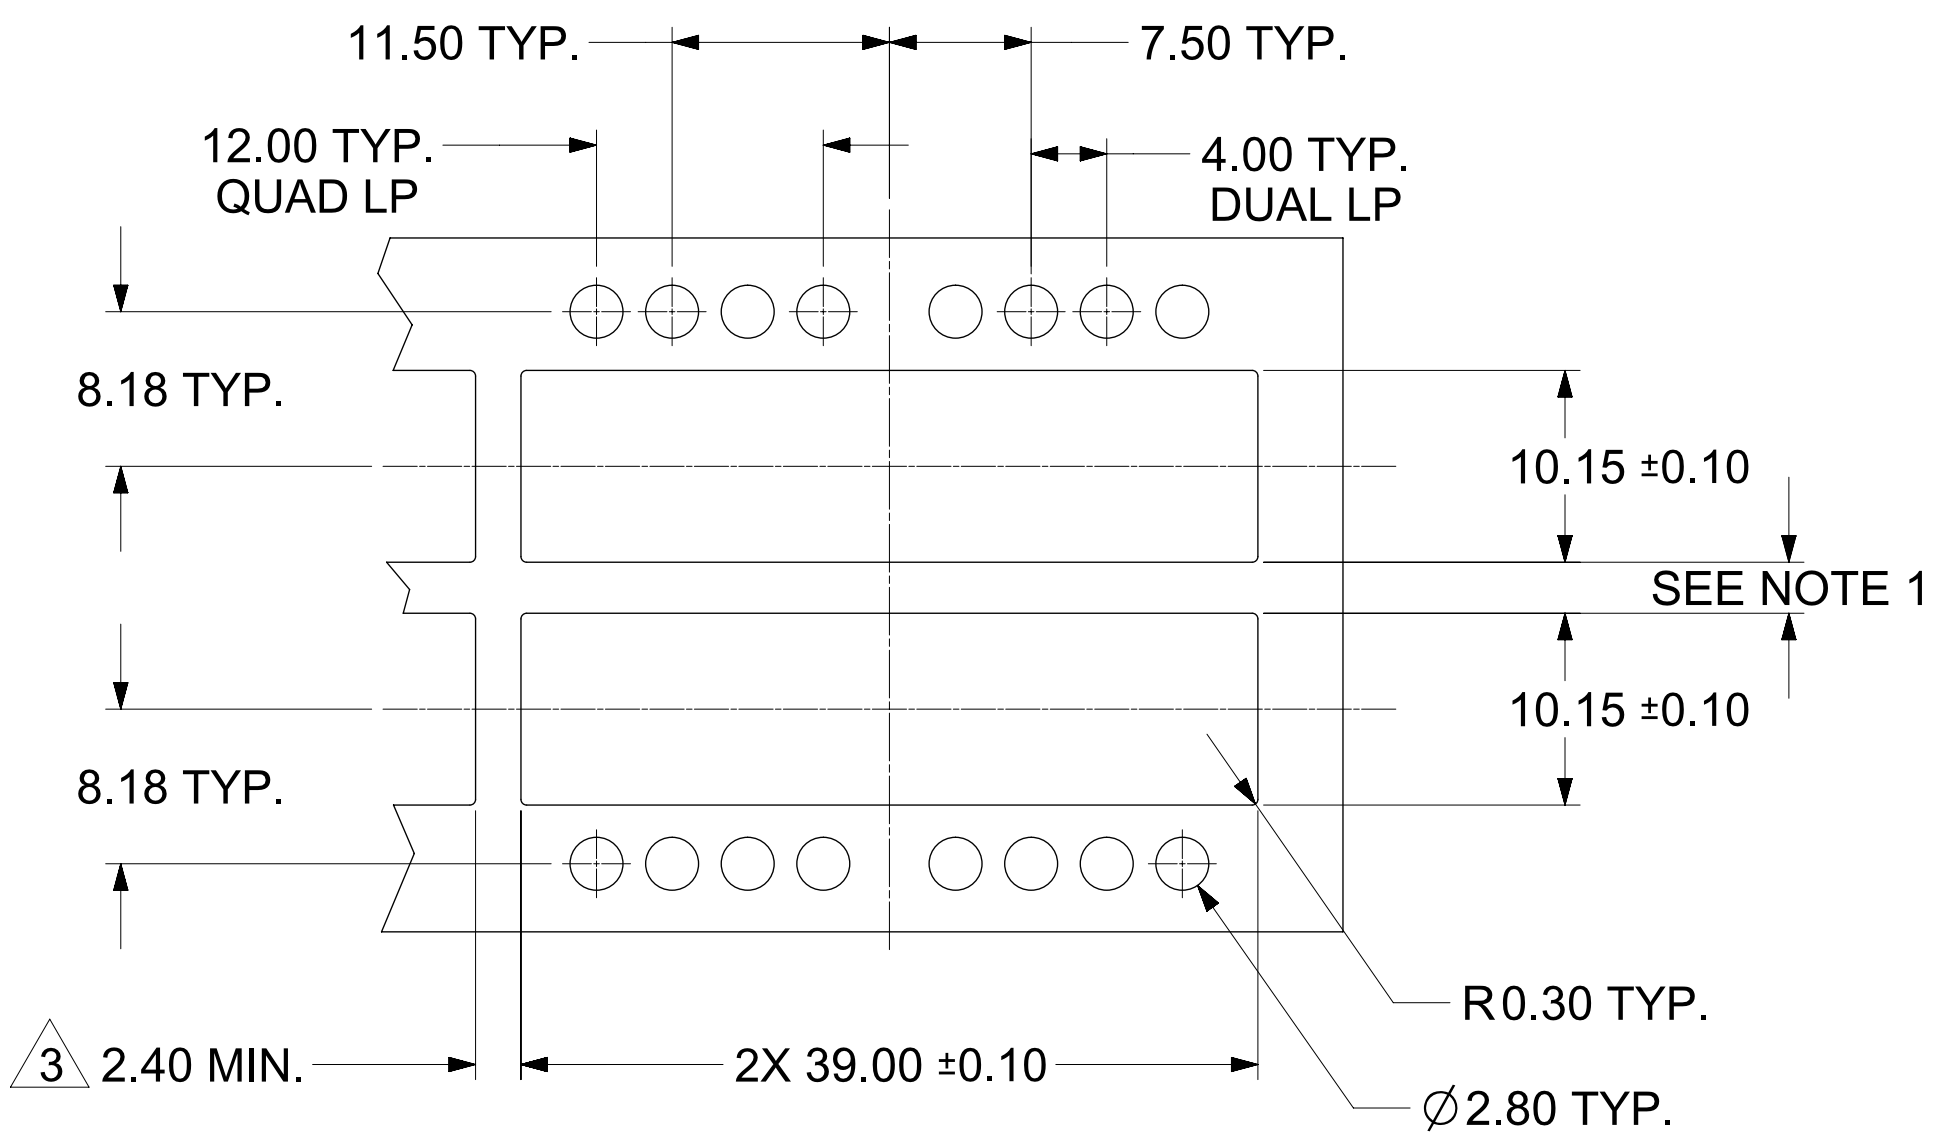 11.50 TYP.
7.50 TYP.
12.00 TYP.
QUAD LP
4.00 TYP.
DUAL LP
8.18 TYP.
10.15 ±0.10
SEE NOTE 1
10.15 ±0.10
8.18 TYP.
R0.30 TYP.
3 2.40 MIN.
2X 39.00 ±0.10
∅2.80 TYP.